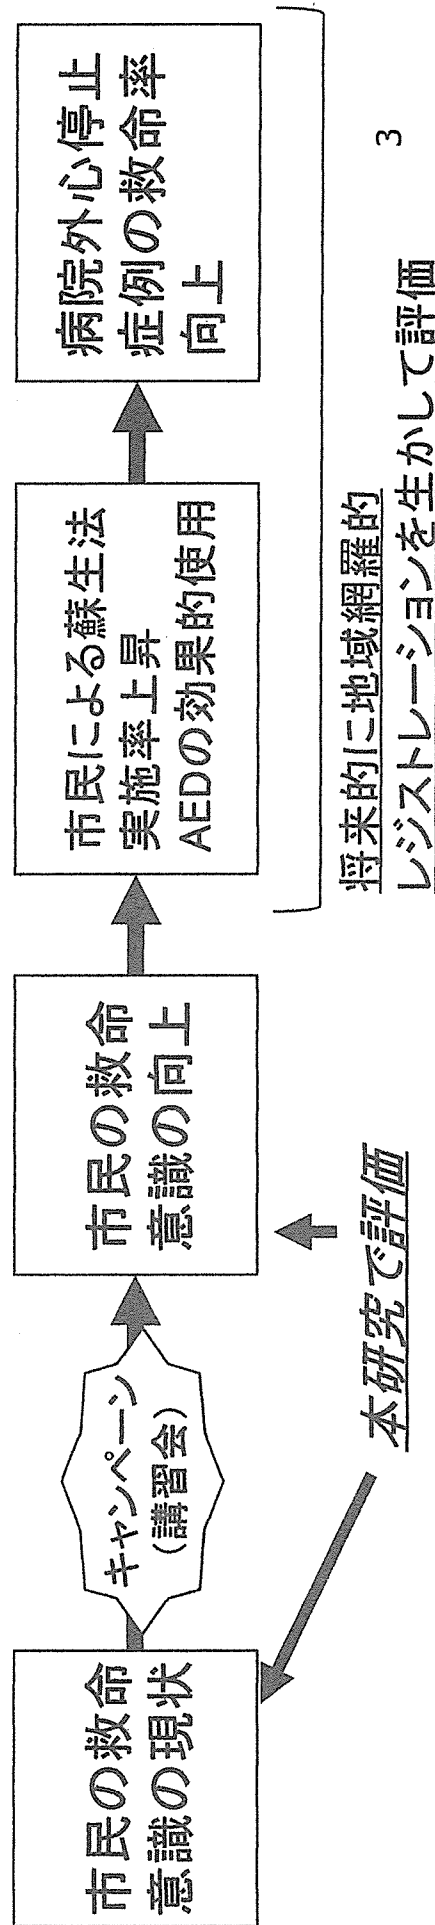 市民の救命
意識の現状
キャンペーン
(講習会)
市民の救命
意識の向上
市民による蘇生法
実施率上昇
AEDの効果的使用
病院外心停止
症例の救命率
向上
本研究で評価
将来的に地域網羅的
レジストレーションを生かして評価
3